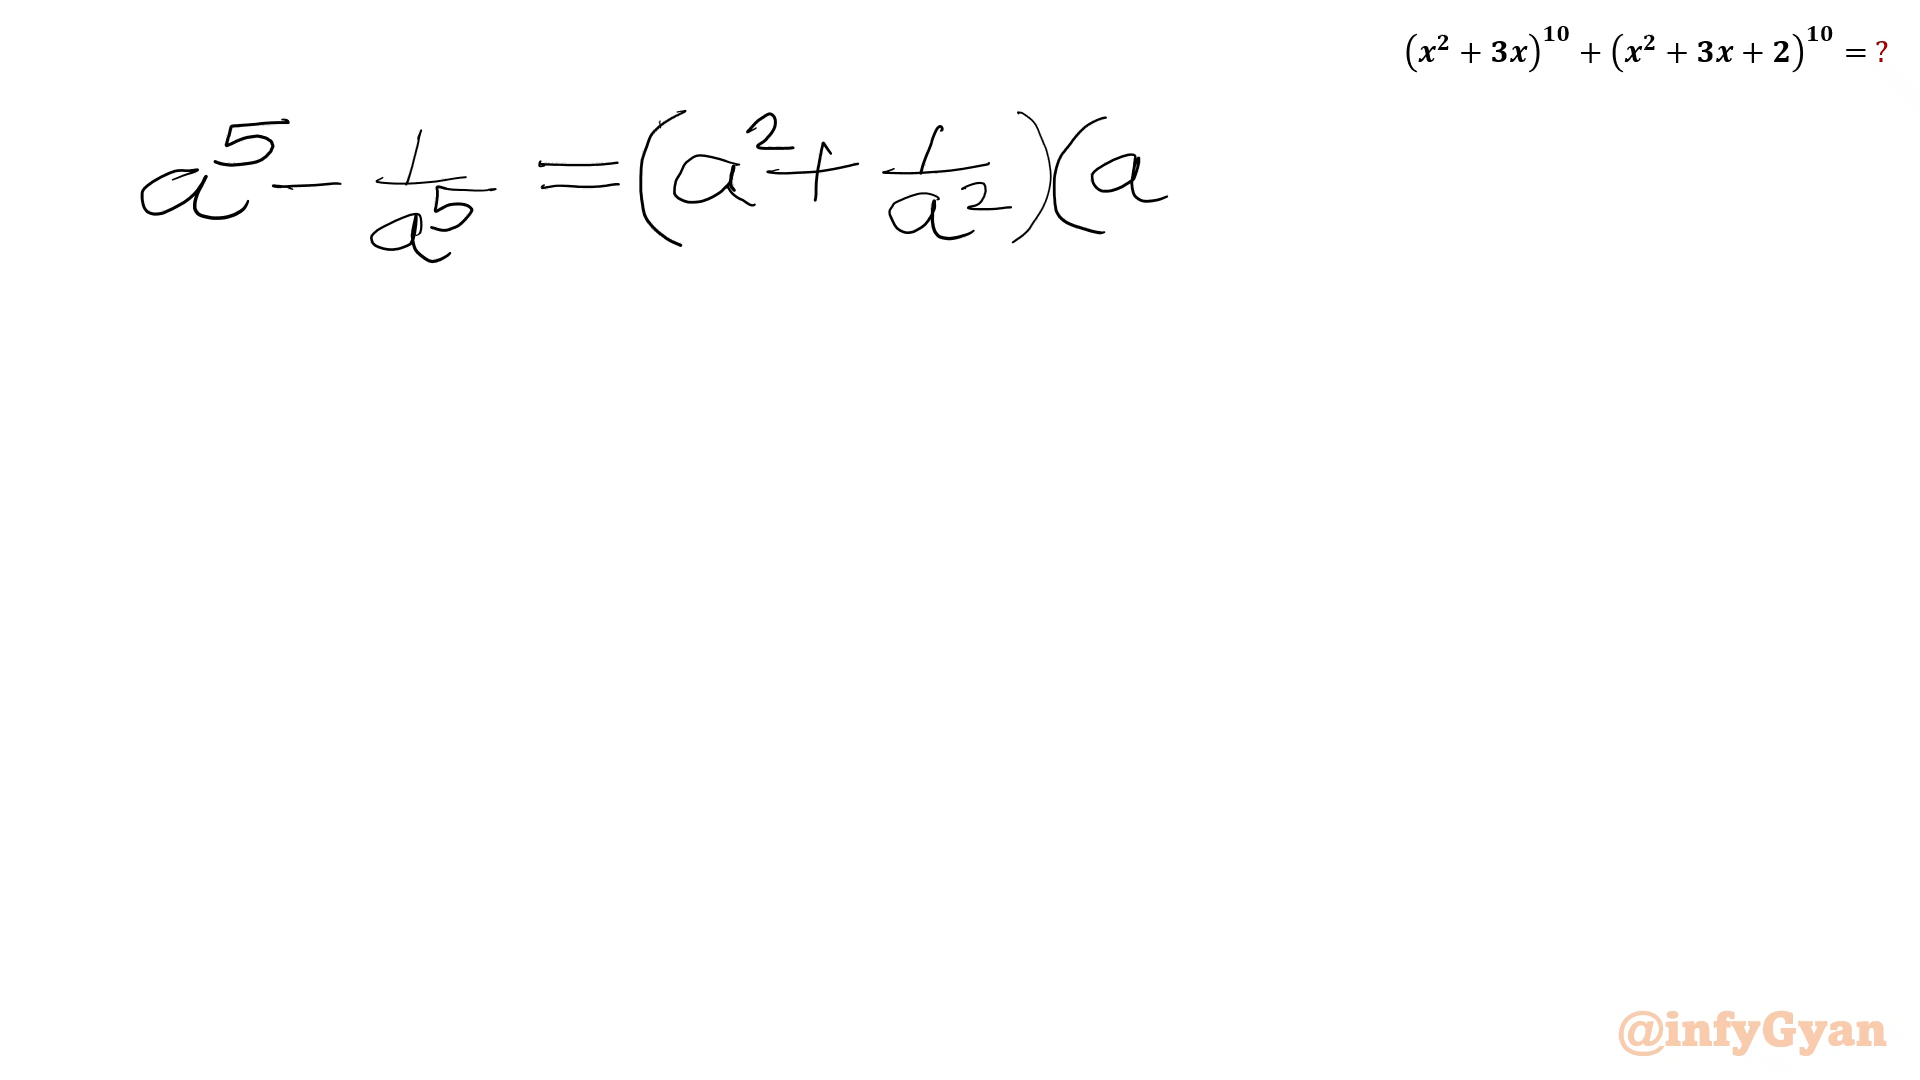 (x² + 3x)¹⁰ + (x² + 3x + 2)¹⁰ = ?
a⁵ - 1/a⁵ = (a² + 1/a²)(a
@infyGyan